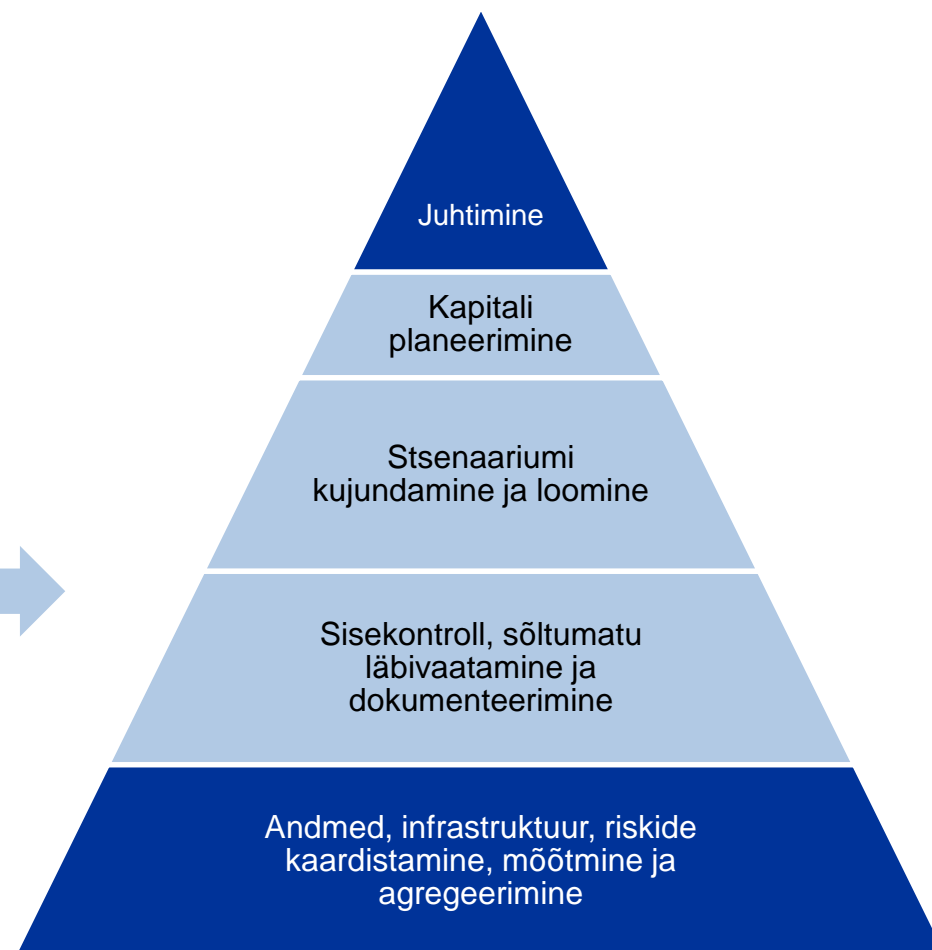 Juhtimine
Kapitali
planeerimine
Stsenaariumi
kujundamine ja loomine
Sisekontroll, sõltumatu
läbivaatamine ja
dokumenteerimine
Andmed, infrastruktuur, riskide
kaardistamine, mõõtmine ja
agregeerimine